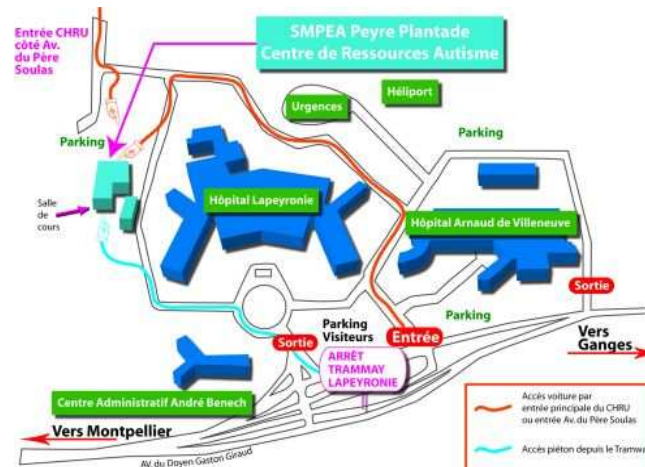 Entrée CHRU
côté Av.
du Père
Soulas
SMPEA Peyre Plantade
Centre de Ressources Autisme
Héliport
Urgences
Parking
Parking
Hôpital Lapeyronie
Salle
de
cours
Hôpital Arnaud de Villeneuve
Sortie
Parking
Visiteurs
Parking
Entrée
Sortie
Vers
Ganges
ARRÊT
TRAMMAY
LAPEYRONIE
Centre Administratif André Benech
Vers Montpellier
AV. du Doyen Gaston Giraud
Accès voiture par
entrée principale du CHRU
ou entrée Av. du Père Soulas
Accès piéton depuis le Tramway